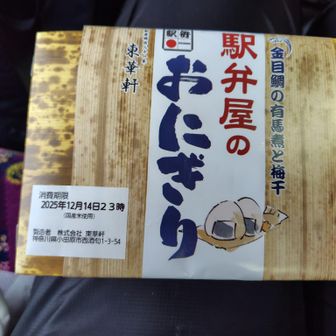 金目鯛の有馬煮と梅干
駅弁屋の
おにぎり
駅弁
東華軒
消費期限
2025年12月14日23時
(国産米使用)
製造者 株式会社 東華軒
神奈川県小田原市西酒匂1-3-54